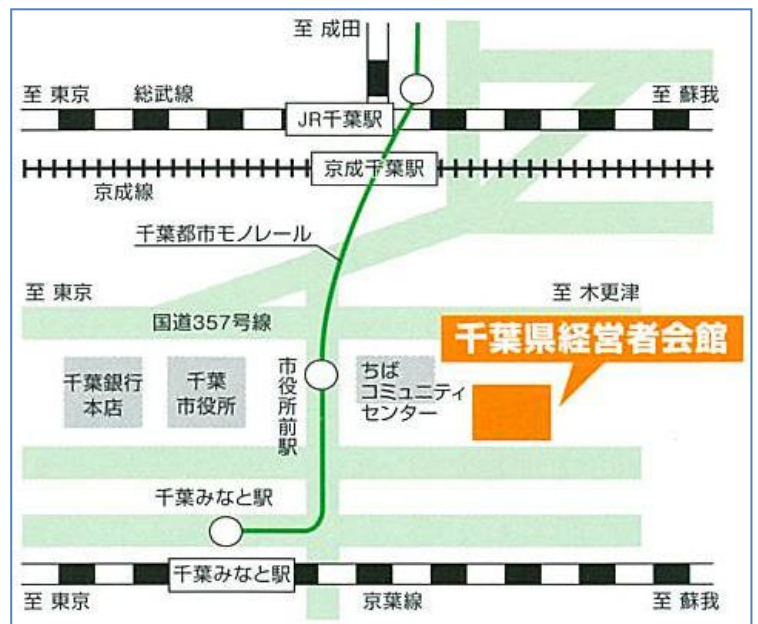 至 成田
至 東京
総武線
至 蘇我
JR千葉駅
京成千葉駅
京成線
千葉都市モノレール
至 東京
至 木更津
国道357号線
千葉県経営者会館
千葉銀行
本店
千葉
市役所
市役所前駅
ちば
コミュニティ
センター
千葉みなと駅
千葉みなと駅
至 東京
京葉線
至 蘇我